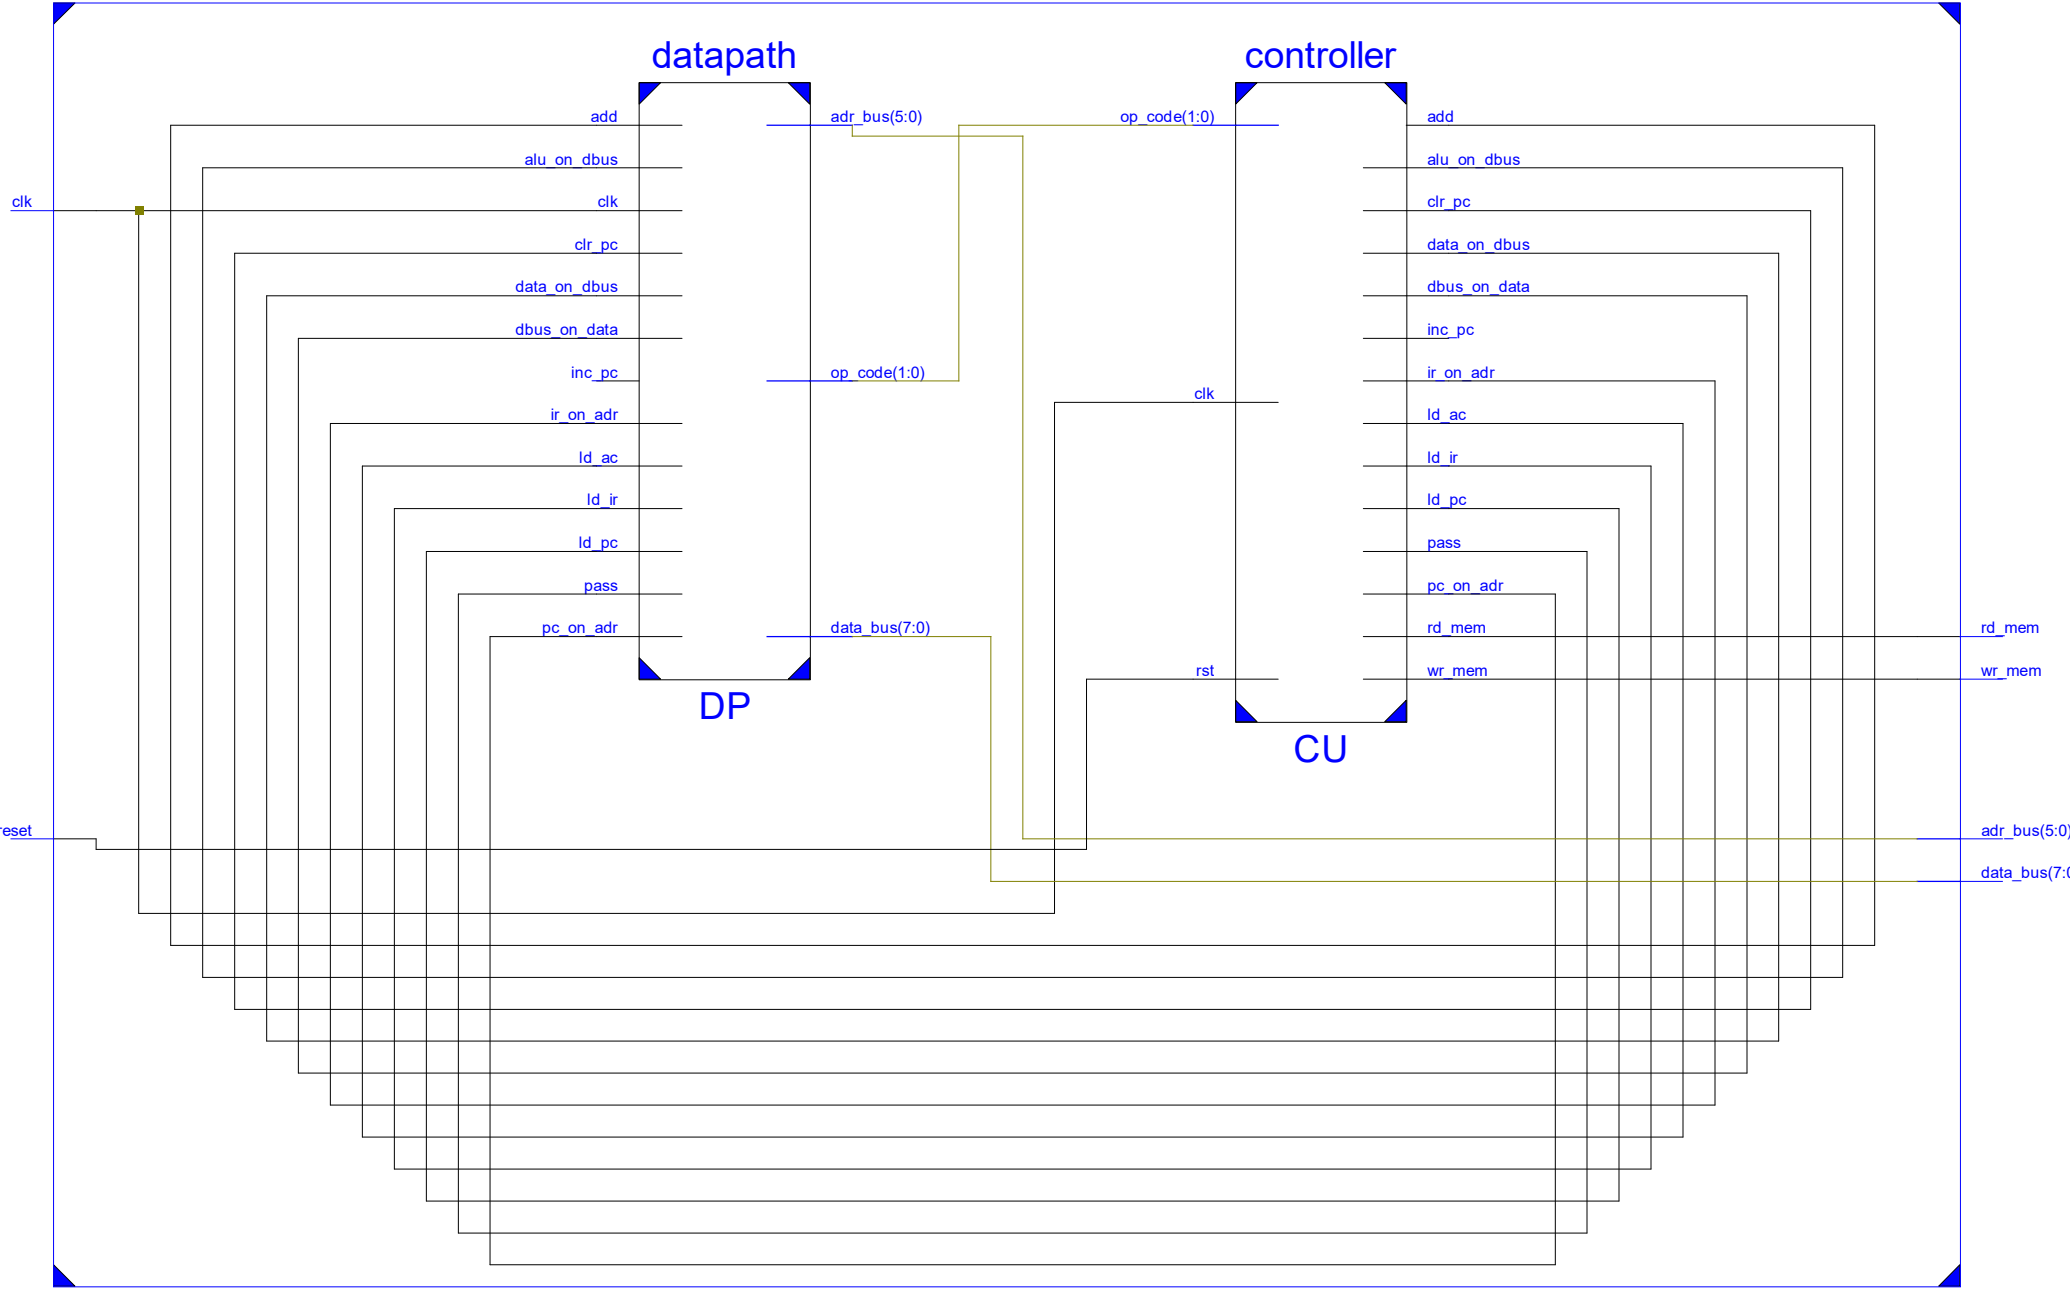 datapath
controller
add
adr_bus(5:0)
op_code(1:0)
add
alu_on_dbus
alu_on_dbus
clk
clk
clr_pc
clr_pc
data_on_dbus
data_on_dbus
dbus_on_data
dbus_on_data
inc_pc
inc_pc
op_code(1:0)
ir_on_adr
clk
ir_on_adr
ld_ac
ld_ac
ld_ir
ld_ir
ld_pc
ld_pc
pass
pass
pc_on_adr
pc_on_adr
data_bus(7:0)
rd_mem
rd_mem
rst
wr_mem
wr_mem
DP
CU
reset
adr_bus(5:0)
data_bus(7:0